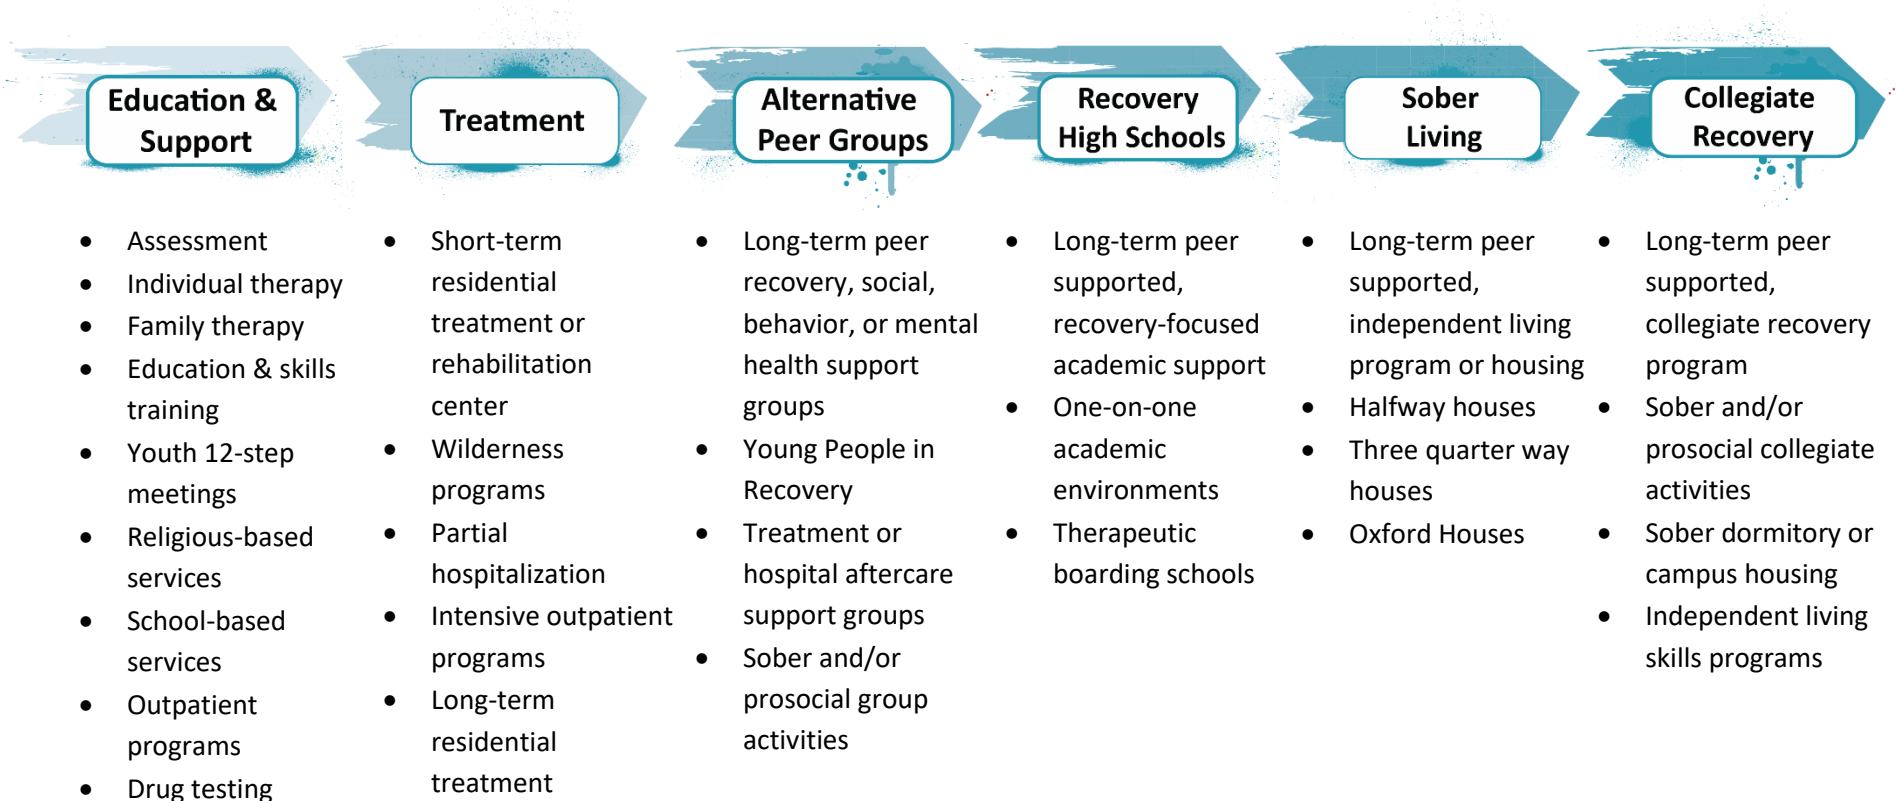 Education &
Support
Treatment
Alternative
Peer Groups
Recovery
High Schools
Sober
Living
Collegiate
Recovery
• Assessment
• Individual therapy
• Family therapy
• Education & skills
training
• Youth 12-step
meetings
• Religious-based
services
• School-based
services
• Outpatient
programs
• Drug testing
• Short-term
residential
treatment or
rehabilitation
center
• Wilderness
programs
• Partial
hospitalization
• Intensive outpatient
programs
• Long-term
residential
treatment
• Long-term peer
recovery, social,
behavior, or mental
health support
groups
• Young People in
Recovery
• Treatment or
hospital aftercare
support groups
• Sober and/or
prosocial group
activities
• Long-term peer
supported,
recovery-focused
academic support
• One-on-one
academic
environments
• Therapeutic
boarding schools
• Long-term peer
supported,
independent living
program or housing
• Halfway houses
• Three quarter way
houses
• Oxford Houses
• Long-term peer
supported,
collegiate recovery
program
• Sober and/or
prosocial collegiate
activities
• Sober dormitory or
campus housing
• Independent living
skills programs